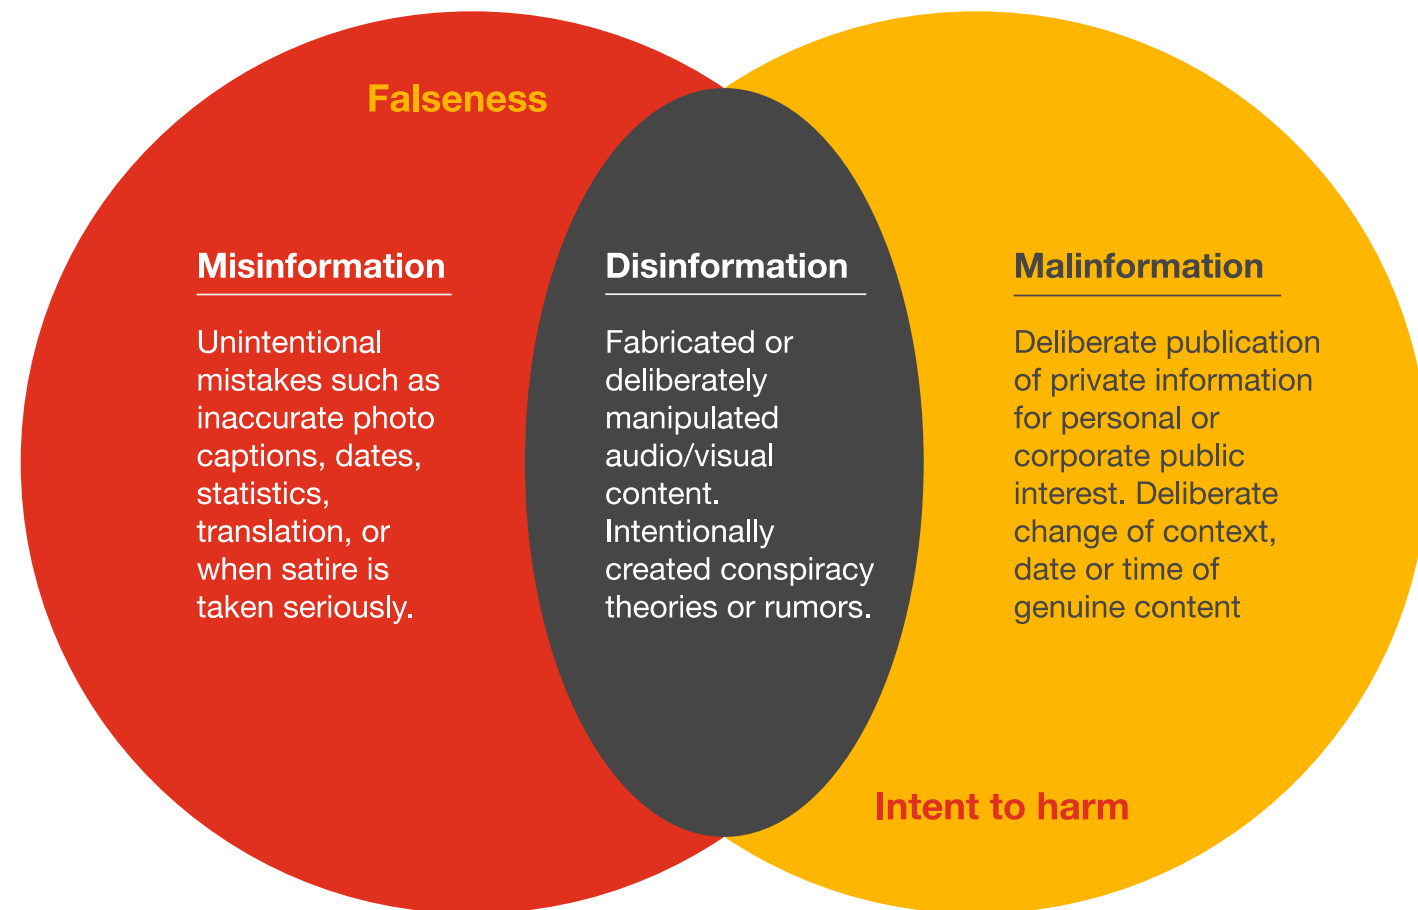 Falseness
Misinformation
Unintentional
mistakes such as
inaccurate photo
captions, dates,
statistics,
translation, or
when satire is
taken seriously.
Disinformation
Fabricated or
deliberately
manipulated
audio/visual
content.
Intentionally
created conspiracy
theories or rumors.
Malinformation
Deliberate publication
of private information
for personal or
corporate public
interest. Deliberate
change of context,
date or time of
genuine content
Intent to harm